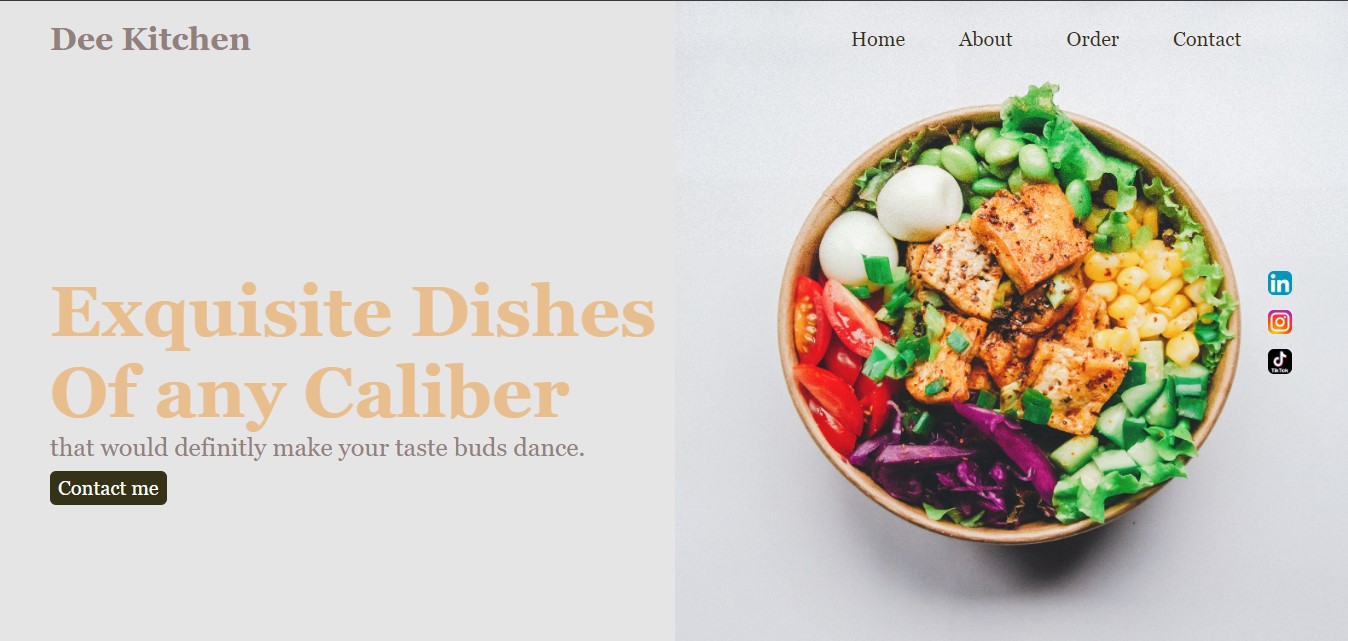 Dee Kitchen
Home About Order Contact
Exquisite Dishes
Of any Caliber
that would definitly make your taste buds dance.
Contact me
in
TikTok